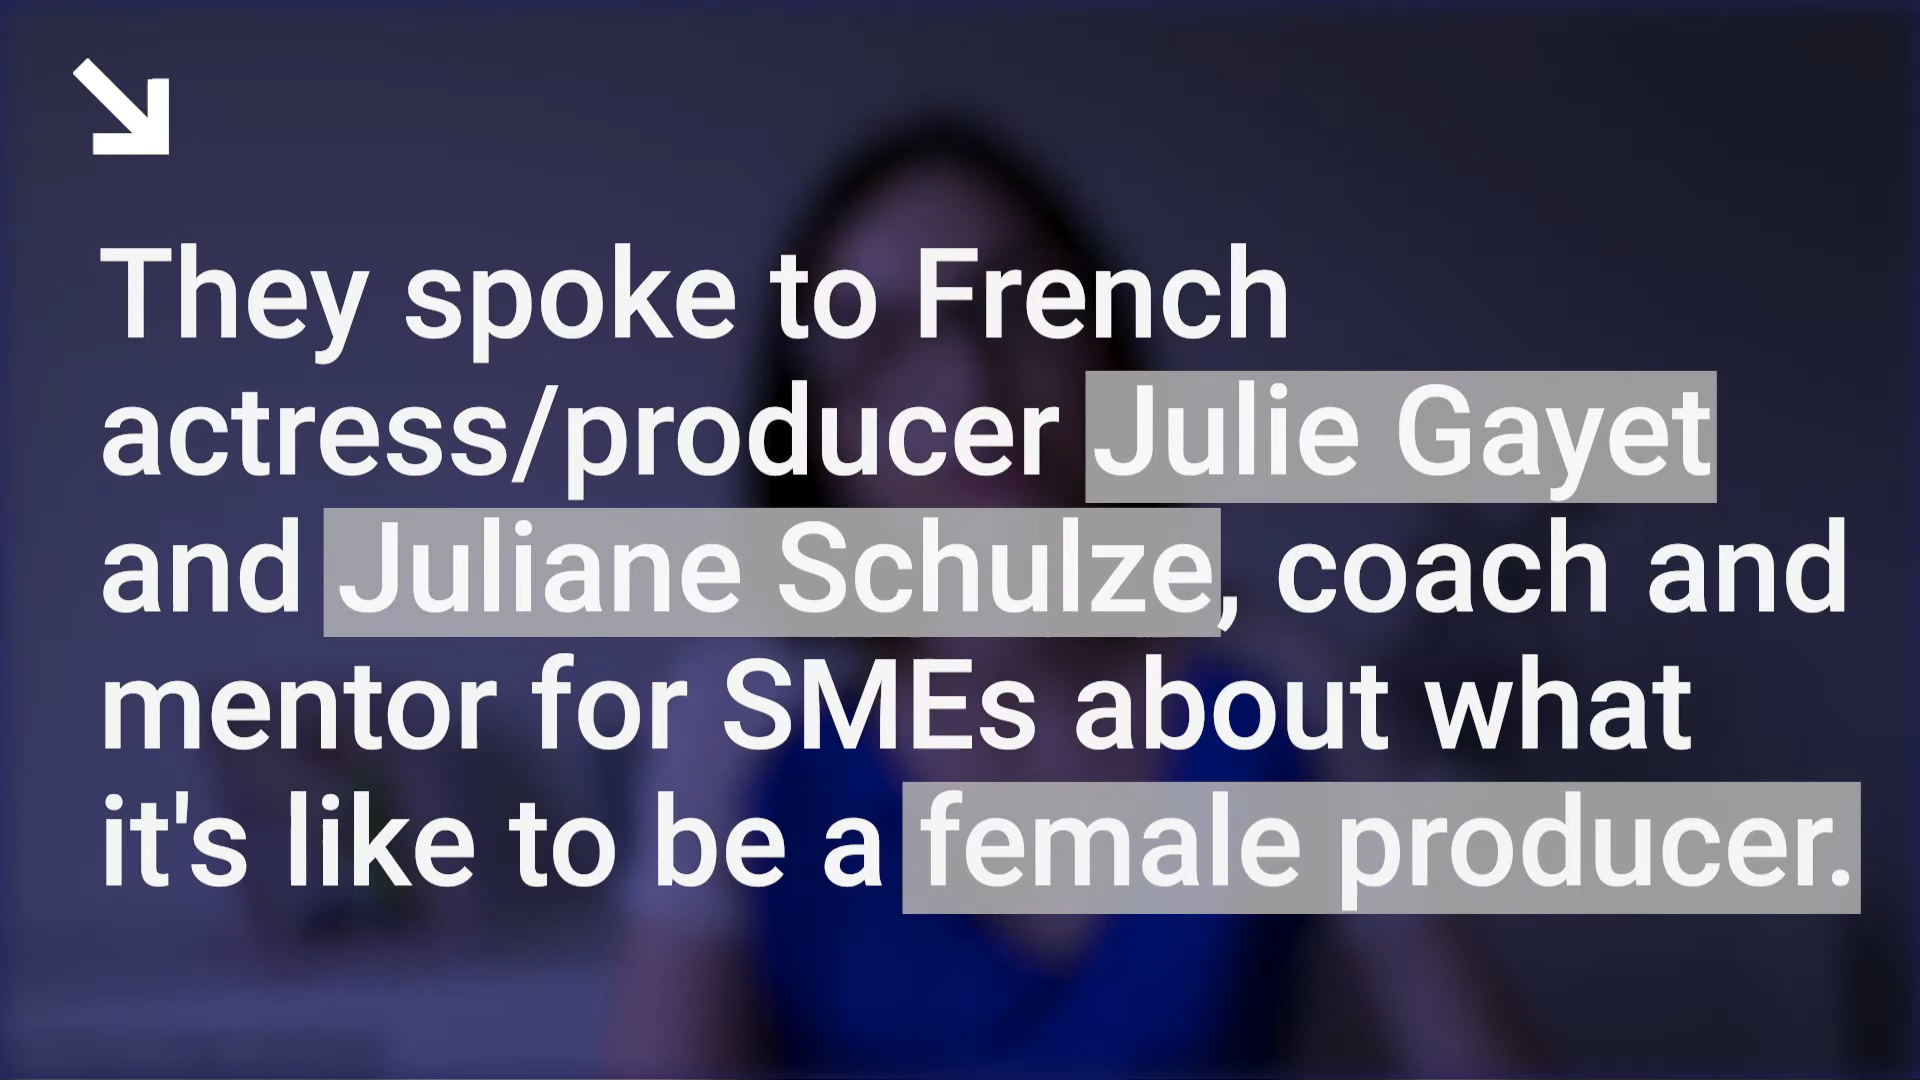 They spoke to French
actress/producer Julie Gayet
and Juliane Schulze, coach and
mentor for SMEs about what
it's like to be a female producer.